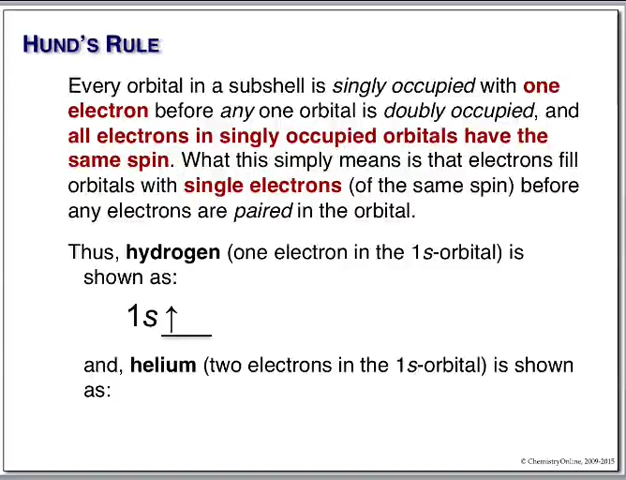 HUND'S RULE
Every orbital in a subshell is singly occupied with one
electron before any one orbital is doubly occupied, and
all electrons in singly occupied orbitals have the
same spin. What this simply means is that electrons fill
orbitals with single electrons (of the same spin) before
any electrons are paired in the orbital.
Thus, hydrogen (one electron in the 1s-orbital) is
shown as:
1s ↑
and, helium (two electrons in the 1s-orbital) is shown
as:
© ChemistryOnline, 2009-2015